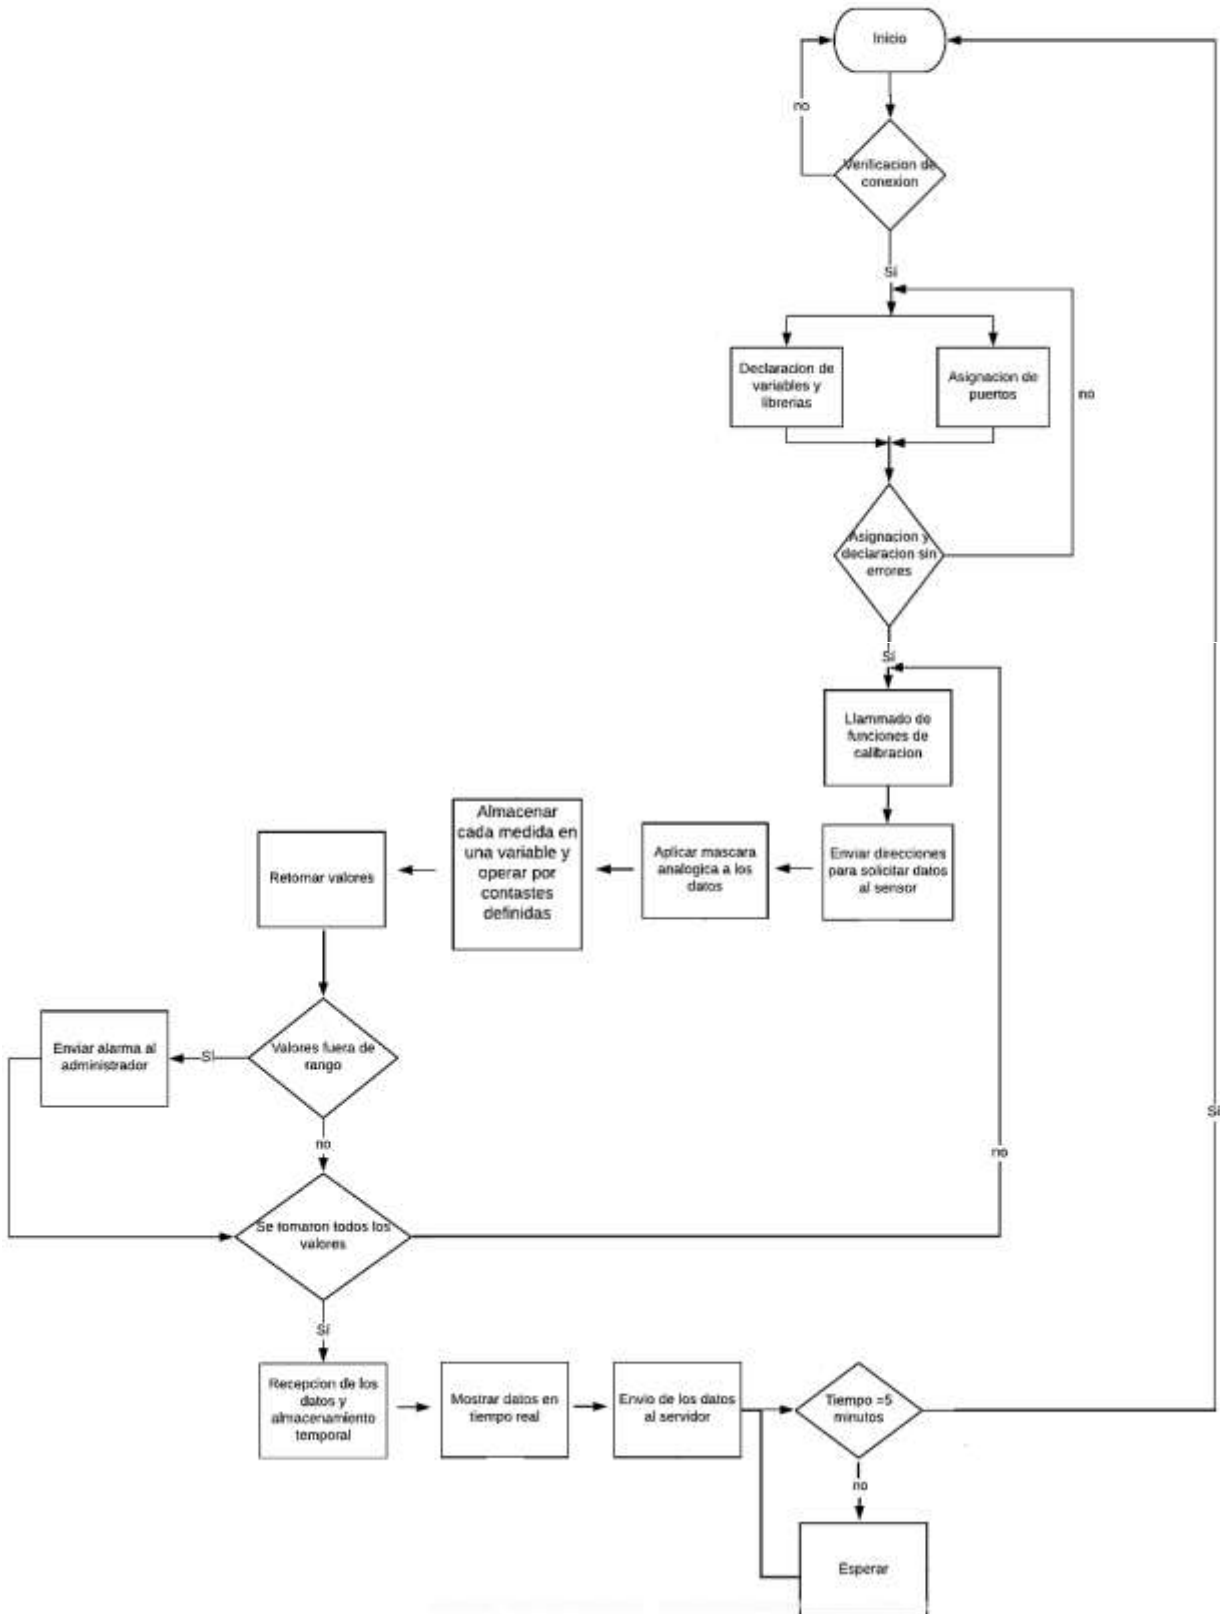 Inicio
no
Verificacion de
conexion
Si
Declaracion de
variables y
librerias
Asignacion de
puertos
no
Asignacion y
declaracion sin
errores
Si
Llammado de
funciones de
calibracion
Enviar direcciones
para solicitar datos
al sensor
Aplicar mascara
analogica a los
datos
Almacenar
cada medida en
una variable y
operar por
contastes
definidas
Retornar valores
Valores fuera de
rango
Si
Enviar alarma al
administrador
no
Se tomaron todos los
valores
no
Si
Si
Recepcion de los
datos y
almacenamiento
temporal
Mostrar datos en
tiempo real
Envio de los datos
al servidor
Tiempo =5
minutos
no
Esperar